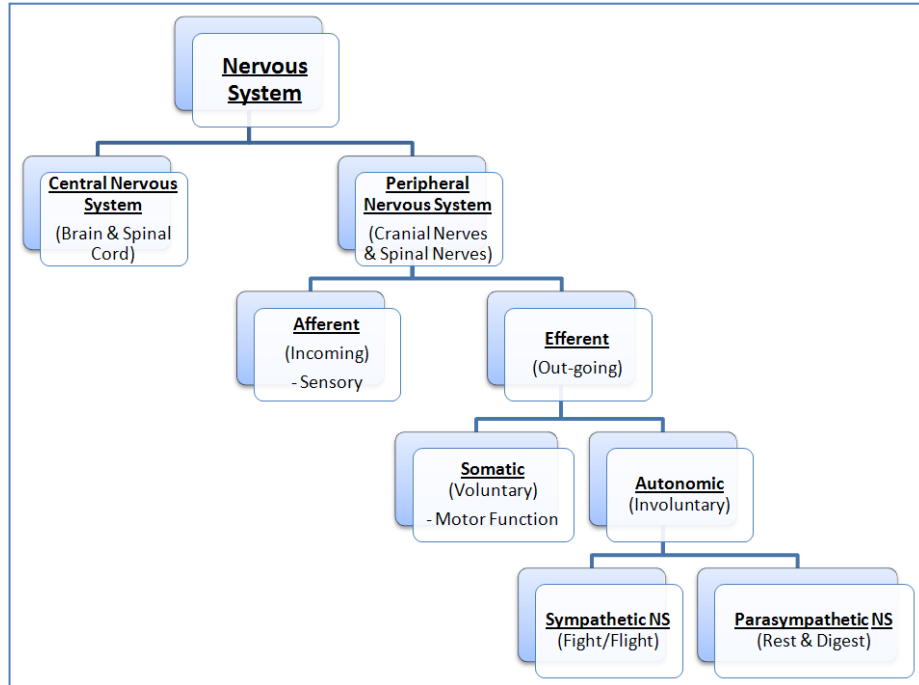 Nervous
System
Central Nervous
System
(Brain & Spinal
Cord)
Peripheral
Nervous System
(Cranial Nerves
& Spinal Nerves)
Afferent
(Incoming)
- Sensory
Efferent
(Out-going)
Somatic
(Voluntary)
- Motor Function
Autonomic
(Involuntary)
Sympathetic NS
(Fight/Flight)
Parasympathetic NS
(Rest & Digest)